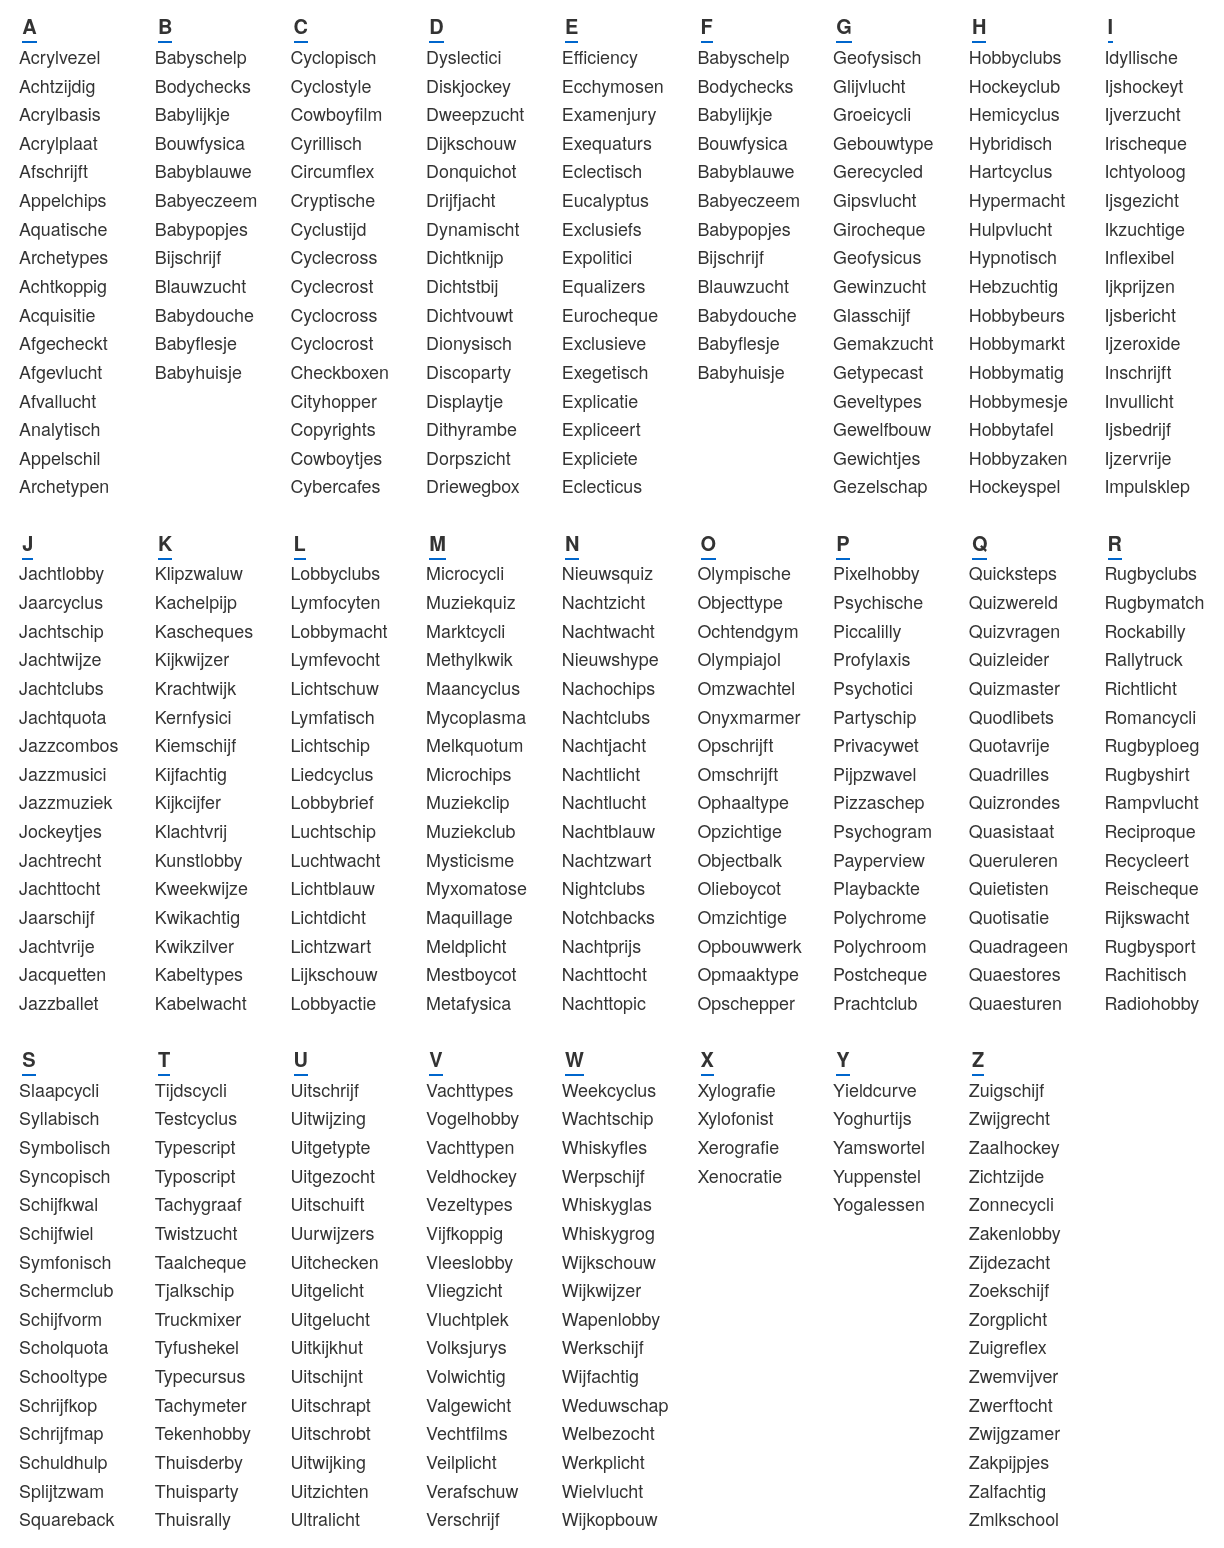 A B C D E F G H I
Acrylvezel Babyschelp Cyclopisch Dyslectici Efficiency Babyschelp Geofysisch Hobbyclubs Idyllische
Achtzijdig Bodychecks Cyclostyle Diskjockey Ecchymosen Bodychecks Glijvlucht Hockeyclub Ijshockeyt
Acrylbasis Babylijkje Cowboyfilm Dweepzucht Examenjury Babylijkje Groeicycli Hemicyclus Ijverzucht
Acrylplaat Bouwfysica Cyrillisch Dijkschouw Exequaturs Bouwfysica Gebouwtype Hybridisch Irischeque
Afschrijft Babyblauwe Circumflex Donquichot Eclectisch Babyblauwe Gerecycled Hartcyclus Ichtyoloog
Appelchips Babyeczeem Cryptische Drijfjacht Eucalyptus Babyeczeem Gipsvlucht Hypermacht Ijsgezicht
Aquatische Babypopjes Cyclustijd Dynamischt Exclusiefs Babypopjes Girocheque Hulpvlucht Ikzuchtige
Archetypes Bijschrijf Cyclecross Dichtknijp Expolitici Bijschrijf Geofysicus Hypnotisch Inflexibel
Achtkoppig Blauwzucht Cyclecrost Dichtstbij Equalizers Blauwzucht Gewinzucht Hebzuchtig Ijkprijzen
Acquisitie Babydouche Cyclocross Dichtvouwt Eurocheque Babydouche Glasschijf Hobbybeurs Ijsbericht
Afgecheckt Babyflesje Cyclocrost Dionysisch Exclusieve Babyflesje Gemakzucht Hobbymarkt Ijzeroxide
Afgevlucht Babyhuisje Checkboxen Discoparty Exegetisch Babyhuisje Getypecast Hobbymatig Inschrijft
Afvallucht Cityhopper Displaytje Explicatie Geveltypes Hobbymesje Invullicht
Analytisch Copyrights Dithyrambe Expliceert Gewelfbouw Hobbytafel Ijsbedrijf
Appelschil Cowboytjes Dorpszicht Expliciete Gewichtjes Hobbyzaken Ijzervrije
Archetypen Cybercafes Driewegbox Eclecticus Gezelschap Hockeyspel Impulsklep
J K L M N O P Q R
Jachtlobby Klipzwaluw Lobbyclubs Microcycli Nieuwsquiz Olympische Pixelhobby Quicksteps Rugbyclubs
Jaarcyclus Kachelpijp Lymfocyten Muziekquiz Nachtzicht Objecttype Psychische Quizwereld Rugbymatch
Jachtschip Kascheques Lobbymacht Marktcycli Nachtwacht Ochtendgym Piccalilly Quizvragen Rockabilly
Jachtwijze Kijkwijzer Lymfevocht Methylkwik Nieuwshype Olympiajol Profylaxis Quizleider Rallytruck
Jachtclubs Krachtwijk Lichtschuw Maancyclus Nachochips Omzwachtel Psychotici Quizmaster Richtlicht
Jachtquota Kernfysici Lymfatisch Mycoplasma Nachtclubs Onyxmarmer Partyschip Quodlibets Romancycli
Jazzcombos Kiemschijf Lichtschip Melkquotum Nachtjacht Opschrijft Privacywet Quotavrije Rugbyploeg
Jazzmusici Kijfachtig Liedcyclus Microchips Nachtlicht Omschrijft Pijpzwavel Quadrilles Rugbyshirt
Jazzmuziek Kijkcijfer Lobbybrief Muziekclip Nachtlucht Ophaaltype Pizzaschep Quizrondes Rampvlucht
Jockeytjes Klachtvrij Luchtschip Muziekclub Nachtblauw Opzichtige Psychogram Quasistaat Reciproque
Jachtrecht Kunstlobby Luchtwacht Mysticisme Nachtzwart Objectbalk Payperview Queruleren Recycleert
Jachttocht Kweekwijze Lichtblauw Myxomatose Nightclubs Olieboycot Playbackte Quietisten Reischeque
Jaarschijf Kwikachtig Lichtdicht Maquillage Notchbacks Omzichtige Polychrome Quotisatie Rijkswacht
Jachtvrije Kwikzilver Lichtzwart Meldplicht Nachtprijs Opbouwwerk Polychroom Quadrageen Rugbysport
Jacquetten Kabeltypes Lijkschouw Mestboycot Nachttocht Opmaaktype Postcheque Quaestores Rachitisch
Jazzballet Kabelwacht Lobbyactie Metafysica Nachttopic Opschepper Prachtclub Quaesturen Radiohobby
S T U V W X Y Z
Slaapcycli Tijdscycli Uitschrijf Vachttypes Weekcyclus Xylografie Yieldcurve Zuigschijf
Syllabisch Testcyclus Uitwijzing Vogelhobby Wachtschip Xylofonist Yoghurtijs Zwijgrecht
Symbolisch Typescript Uitgetypte Vachttypen Whiskyfles Xerografie Yamswortel Zaalhockey
Syncopisch Typoscript Uitgezocht Veldhockey Werpschijf Xenocratie Yuppenstel Zichtzijde
Schijfkwal Tachygraaf Uitschuift Vezeltypes Whiskyglas Yogalessen Zonnecycli
Schijfwiel Twistzucht Uurwijzers Vijfkoppig Whiskygrog Zakenlobby
Symfonisch Taalcheque Uitchecken Vleeslobby Wijkschouw Zijdezacht
Schermclub Tjalkschip Uitgelicht Vliegzicht Wijkwijzer Zoekschijf
Schijfvorm Truckmixer Uitgelucht Vluchtplek Wapenlobby Zorgplicht
Scholquota Tyfushekel Uitkijkhut Volksjurys Werkschijf Zuigreflex
Schooltype Typecursus Uitschijnt Volwichtig Wijfachtig Zwemvijver
Schrijfkop Tachymeter Uitschrapt Valgewicht Weduwschap Zwerftocht
Schrijfmap Tekenhobby Uitschrobt Vechtfilms Welbezocht Zwijgzamer
Schuldhulp Thuisderby Uitwijking Veilplicht Werkplicht Zakpijpjes
Splijtzwam Thuisparty Uitzichten Verafschuw Wielvlucht Zalfachtig
Squareback Thuisrally Ultralicht Verschrijf Wijkopbouw Zmlkschool